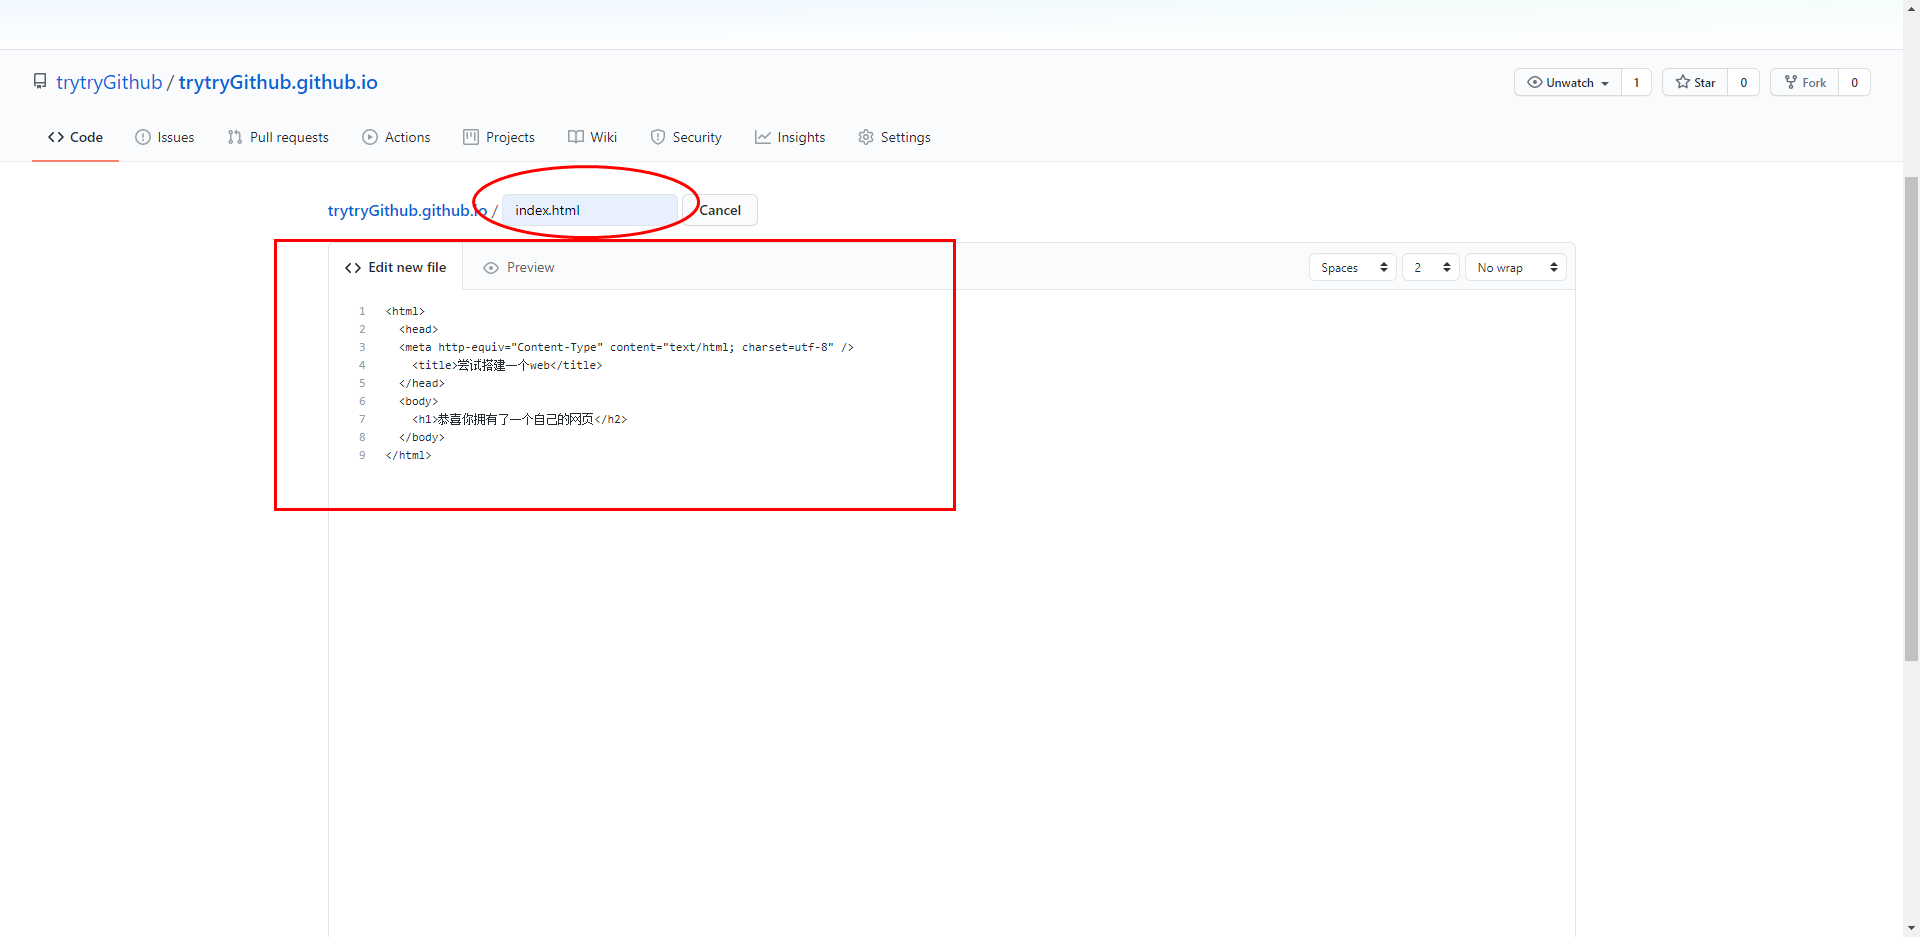 trytryGithub / trytryGithub.github.io
Unwatch 1 Star 0 Fork 0
Code Issues Pull requests Actions Projects Wiki Security Insights Settings
trytryGithub.github.io / index.html Cancel
Edit new file Preview Spaces 2 No wrap
1 <html>
2 <head>
3 <meta http-equiv="Content-Type" content="text/html; charset=utf-8" />
4 <title>尝试搭建一个web</title>
5 </head>
6 <body>
7 <h1>恭喜你拥有了一个自己的网页</h2>
8 </body>
9 </html>